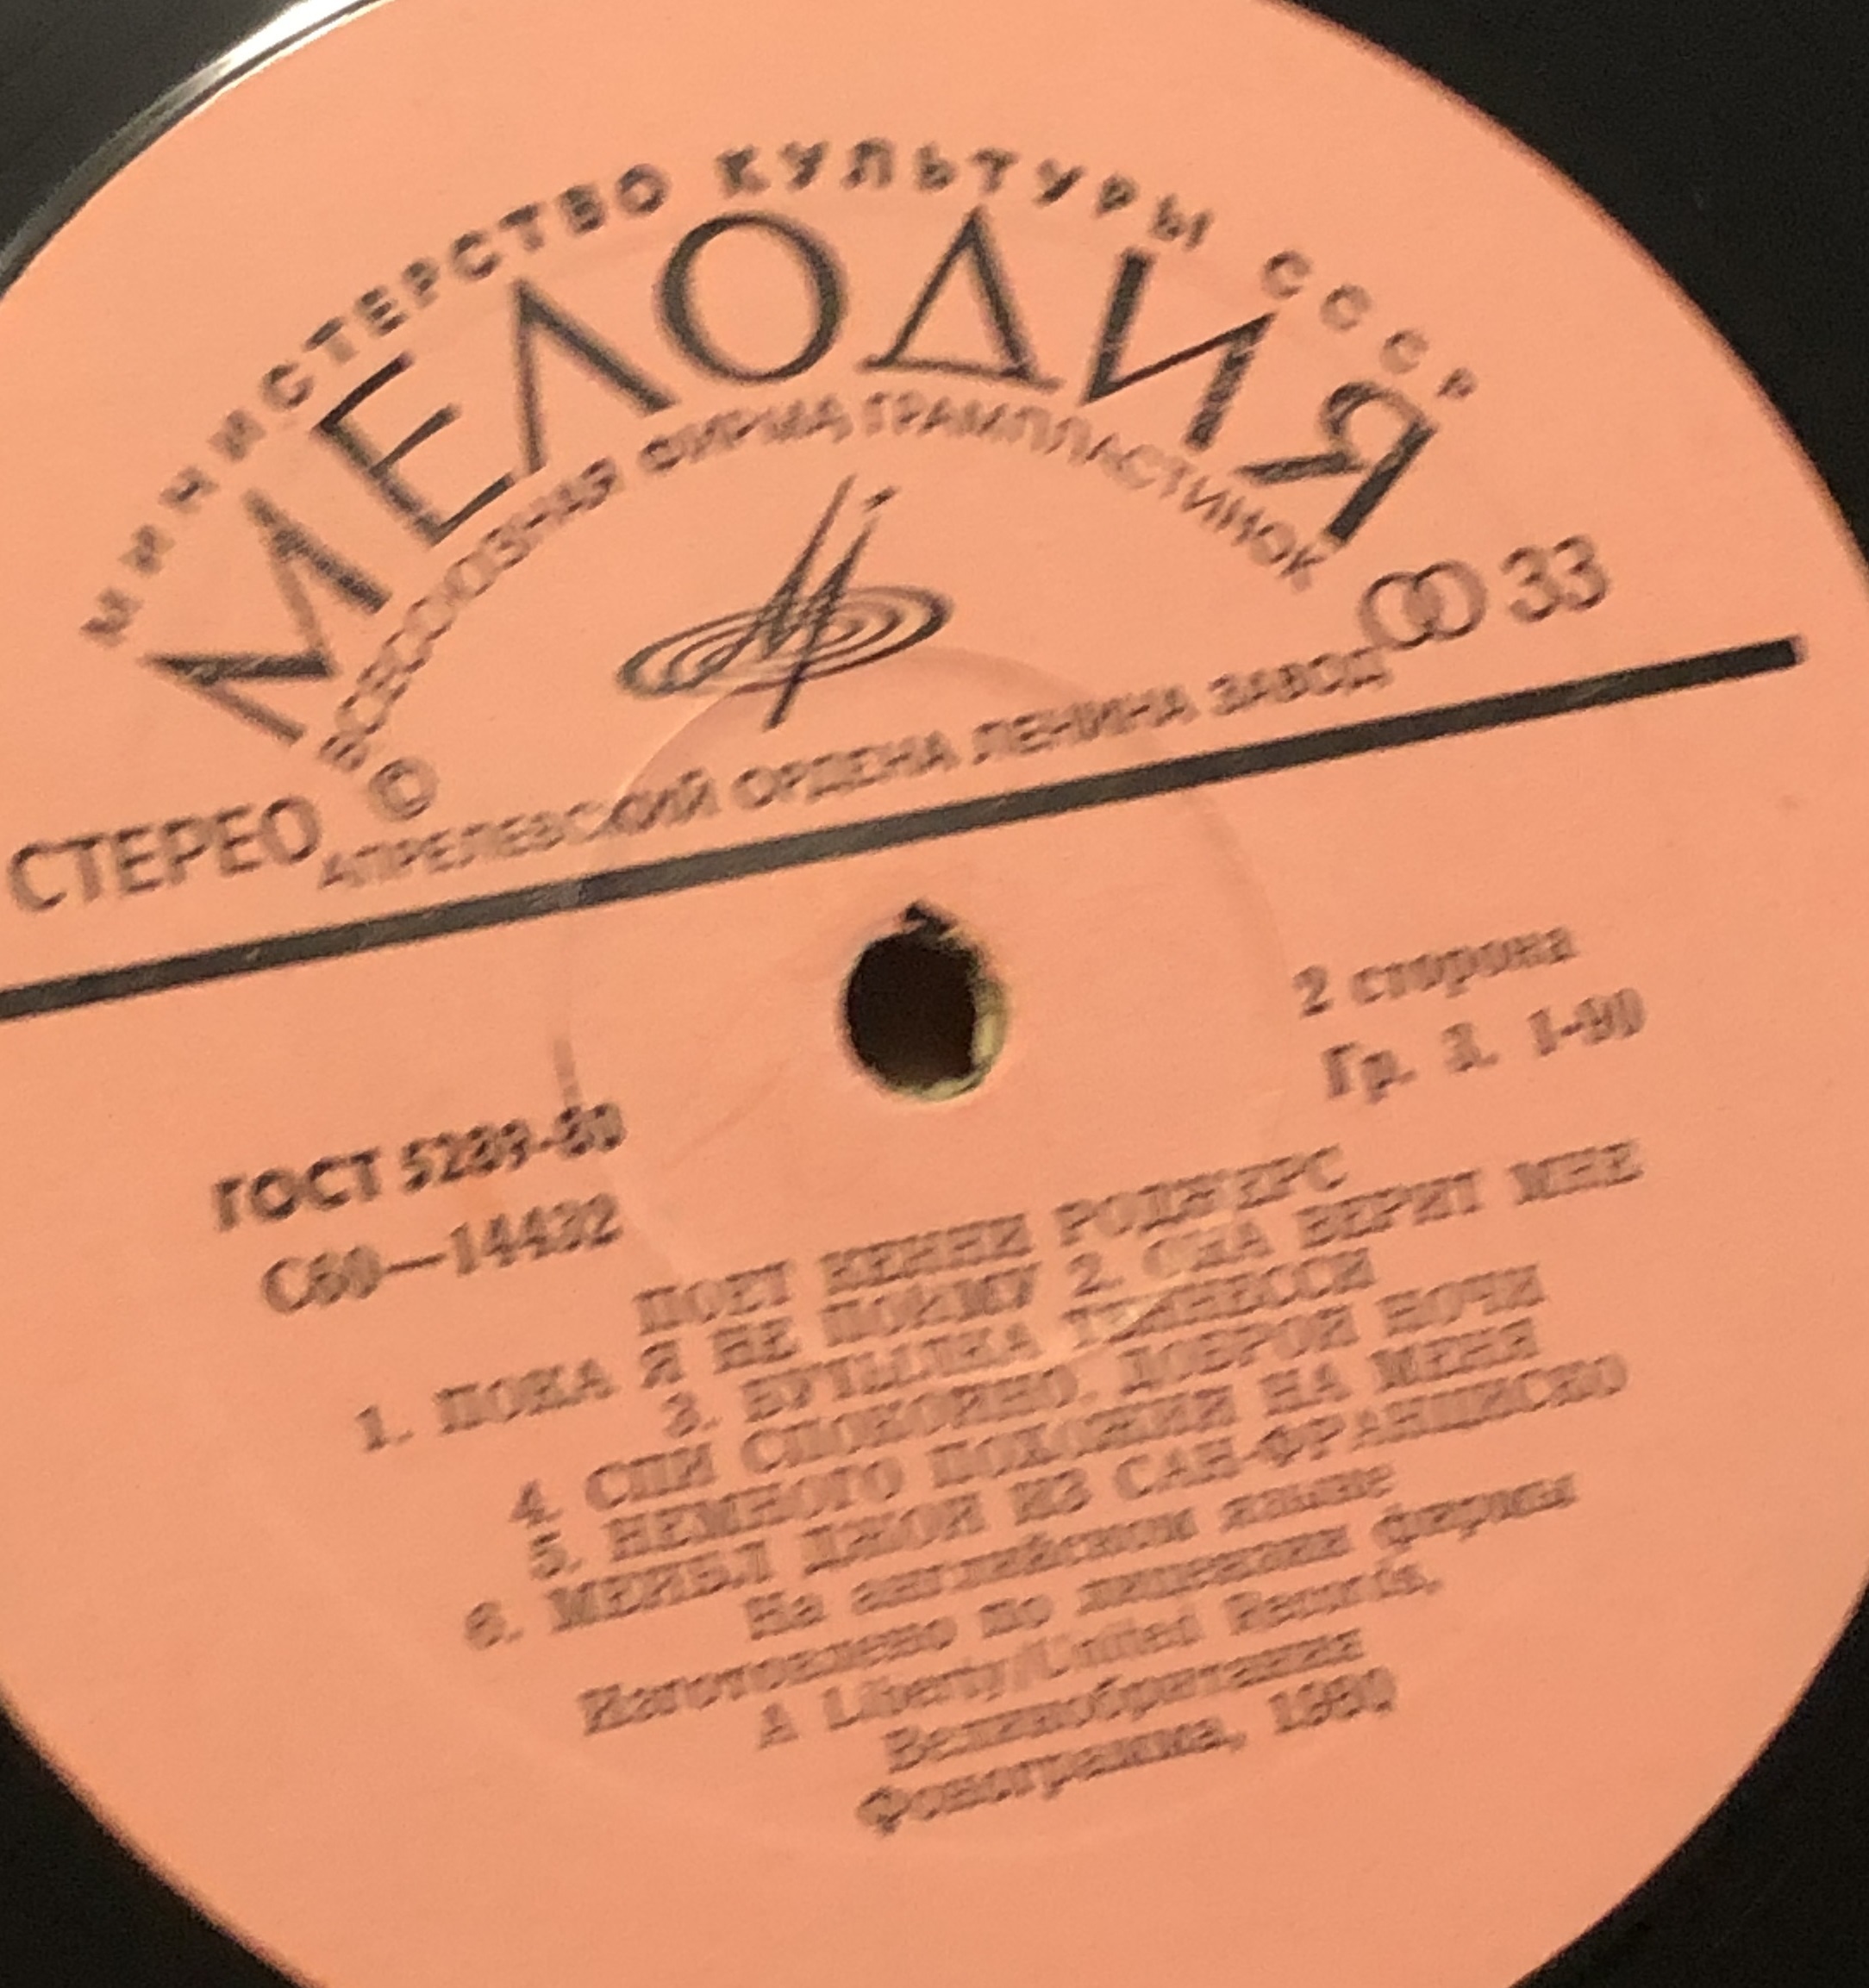 МИНИСТЕРСТВО КУЛЬТУРЫ СССР
МЕЛОДИЯ
ВСЕСОЮЗНАЯ ФИРМА ГРАМПЛАСТИНОК
СТЕРЕО © 33
АПРЕЛЕВСКИЙ ОРДЕНА ЛЕНИНА ЗАВОД
2 сторона
Гр. 3. 1-90
ГОСТ 5289-80
С60—14432
ПОЕТ КЕННИ РОДЖЕРС
1. ПОКА Я НЕ ПОЙМУ 2. ОНА ВЕРИТ МНЕ
3. БУТЫЛКА ТЕННЕССИ
4. СПИ СПОКОЙНО. ДОБРОЙ НОЧИ
5. НЕМНОГО ПОХОЖИЙ НА МЕНЯ
6. МЕЙБЛ ДЖОЙ ИЗ САН-ФРАНЦИСКО
На английском языке
Изготовлено по лицензии фирмы
A Liberty/United Records,
Великобритания
Фонограмма, 1980